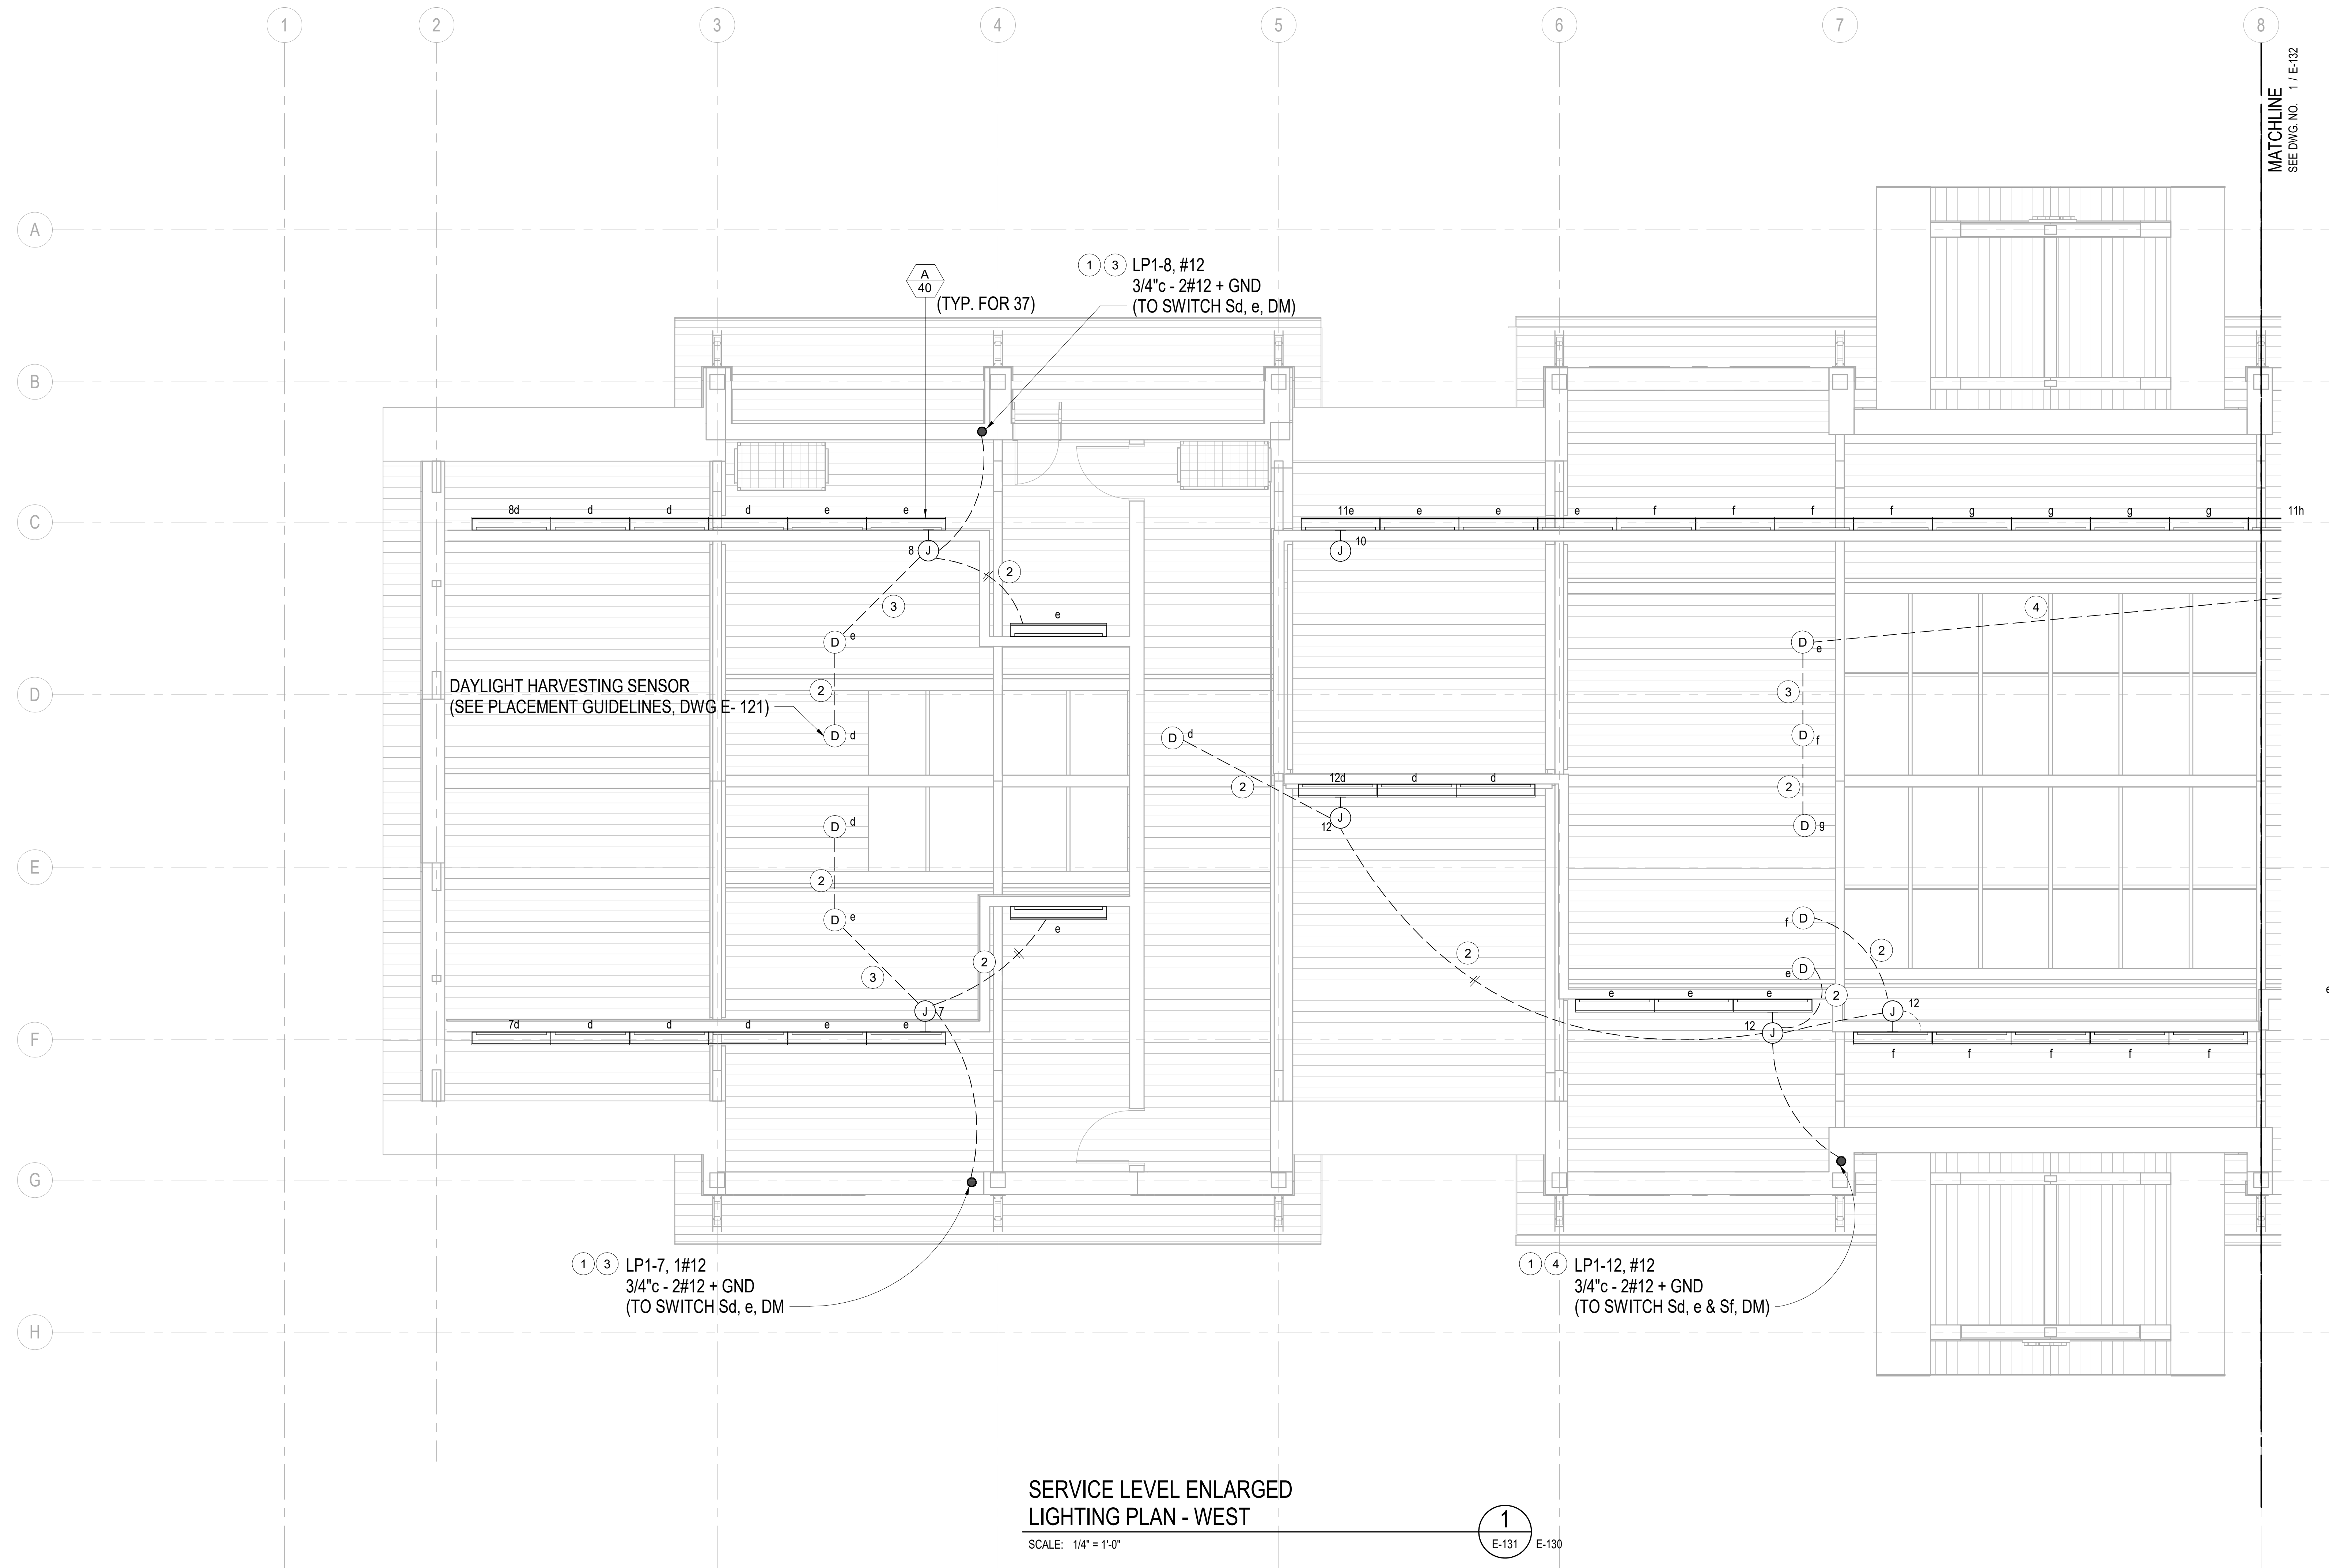 1 2 3 4 5 6 7 8
MATCHLINE
SEE DWG. NO. 1 / E-132
A
A
40
(TYP. FOR 37)
1 3 LP1-8, #12
3/4"c - 2#12 + GND
(TO SWITCH Sd, e, DM)
B
C
8d d d d e e
11e e e e f f f f g g g g 11h
8 J
J 10
2
3
4
e
D e
D e
D
DAYLIGHT HARVESTING SENSOR
(SEE PLACEMENT GUIDELINES, DWG E- 121)
2
3
D d
D d
D f
2
12d d d
2
12 J
D d
D g
E
2
D e
f D
2
e
2
2
2
e D
3
e e e
2
e
J 7
J 12
7d d d d e e
12 J
F
f f f f f
G
1 3 LP1-7, 1#12
3/4"c - 2#12 + GND
(TO SWITCH Sd, e, DM
1 4 LP1-12, #12
3/4"c - 2#12 + GND
(TO SWITCH Sd, e & Sf, DM)
H
SERVICE LEVEL ENLARGED
LIGHTING PLAN - WEST
SCALE: 1/4" = 1'-0"
1
E-131 E-130